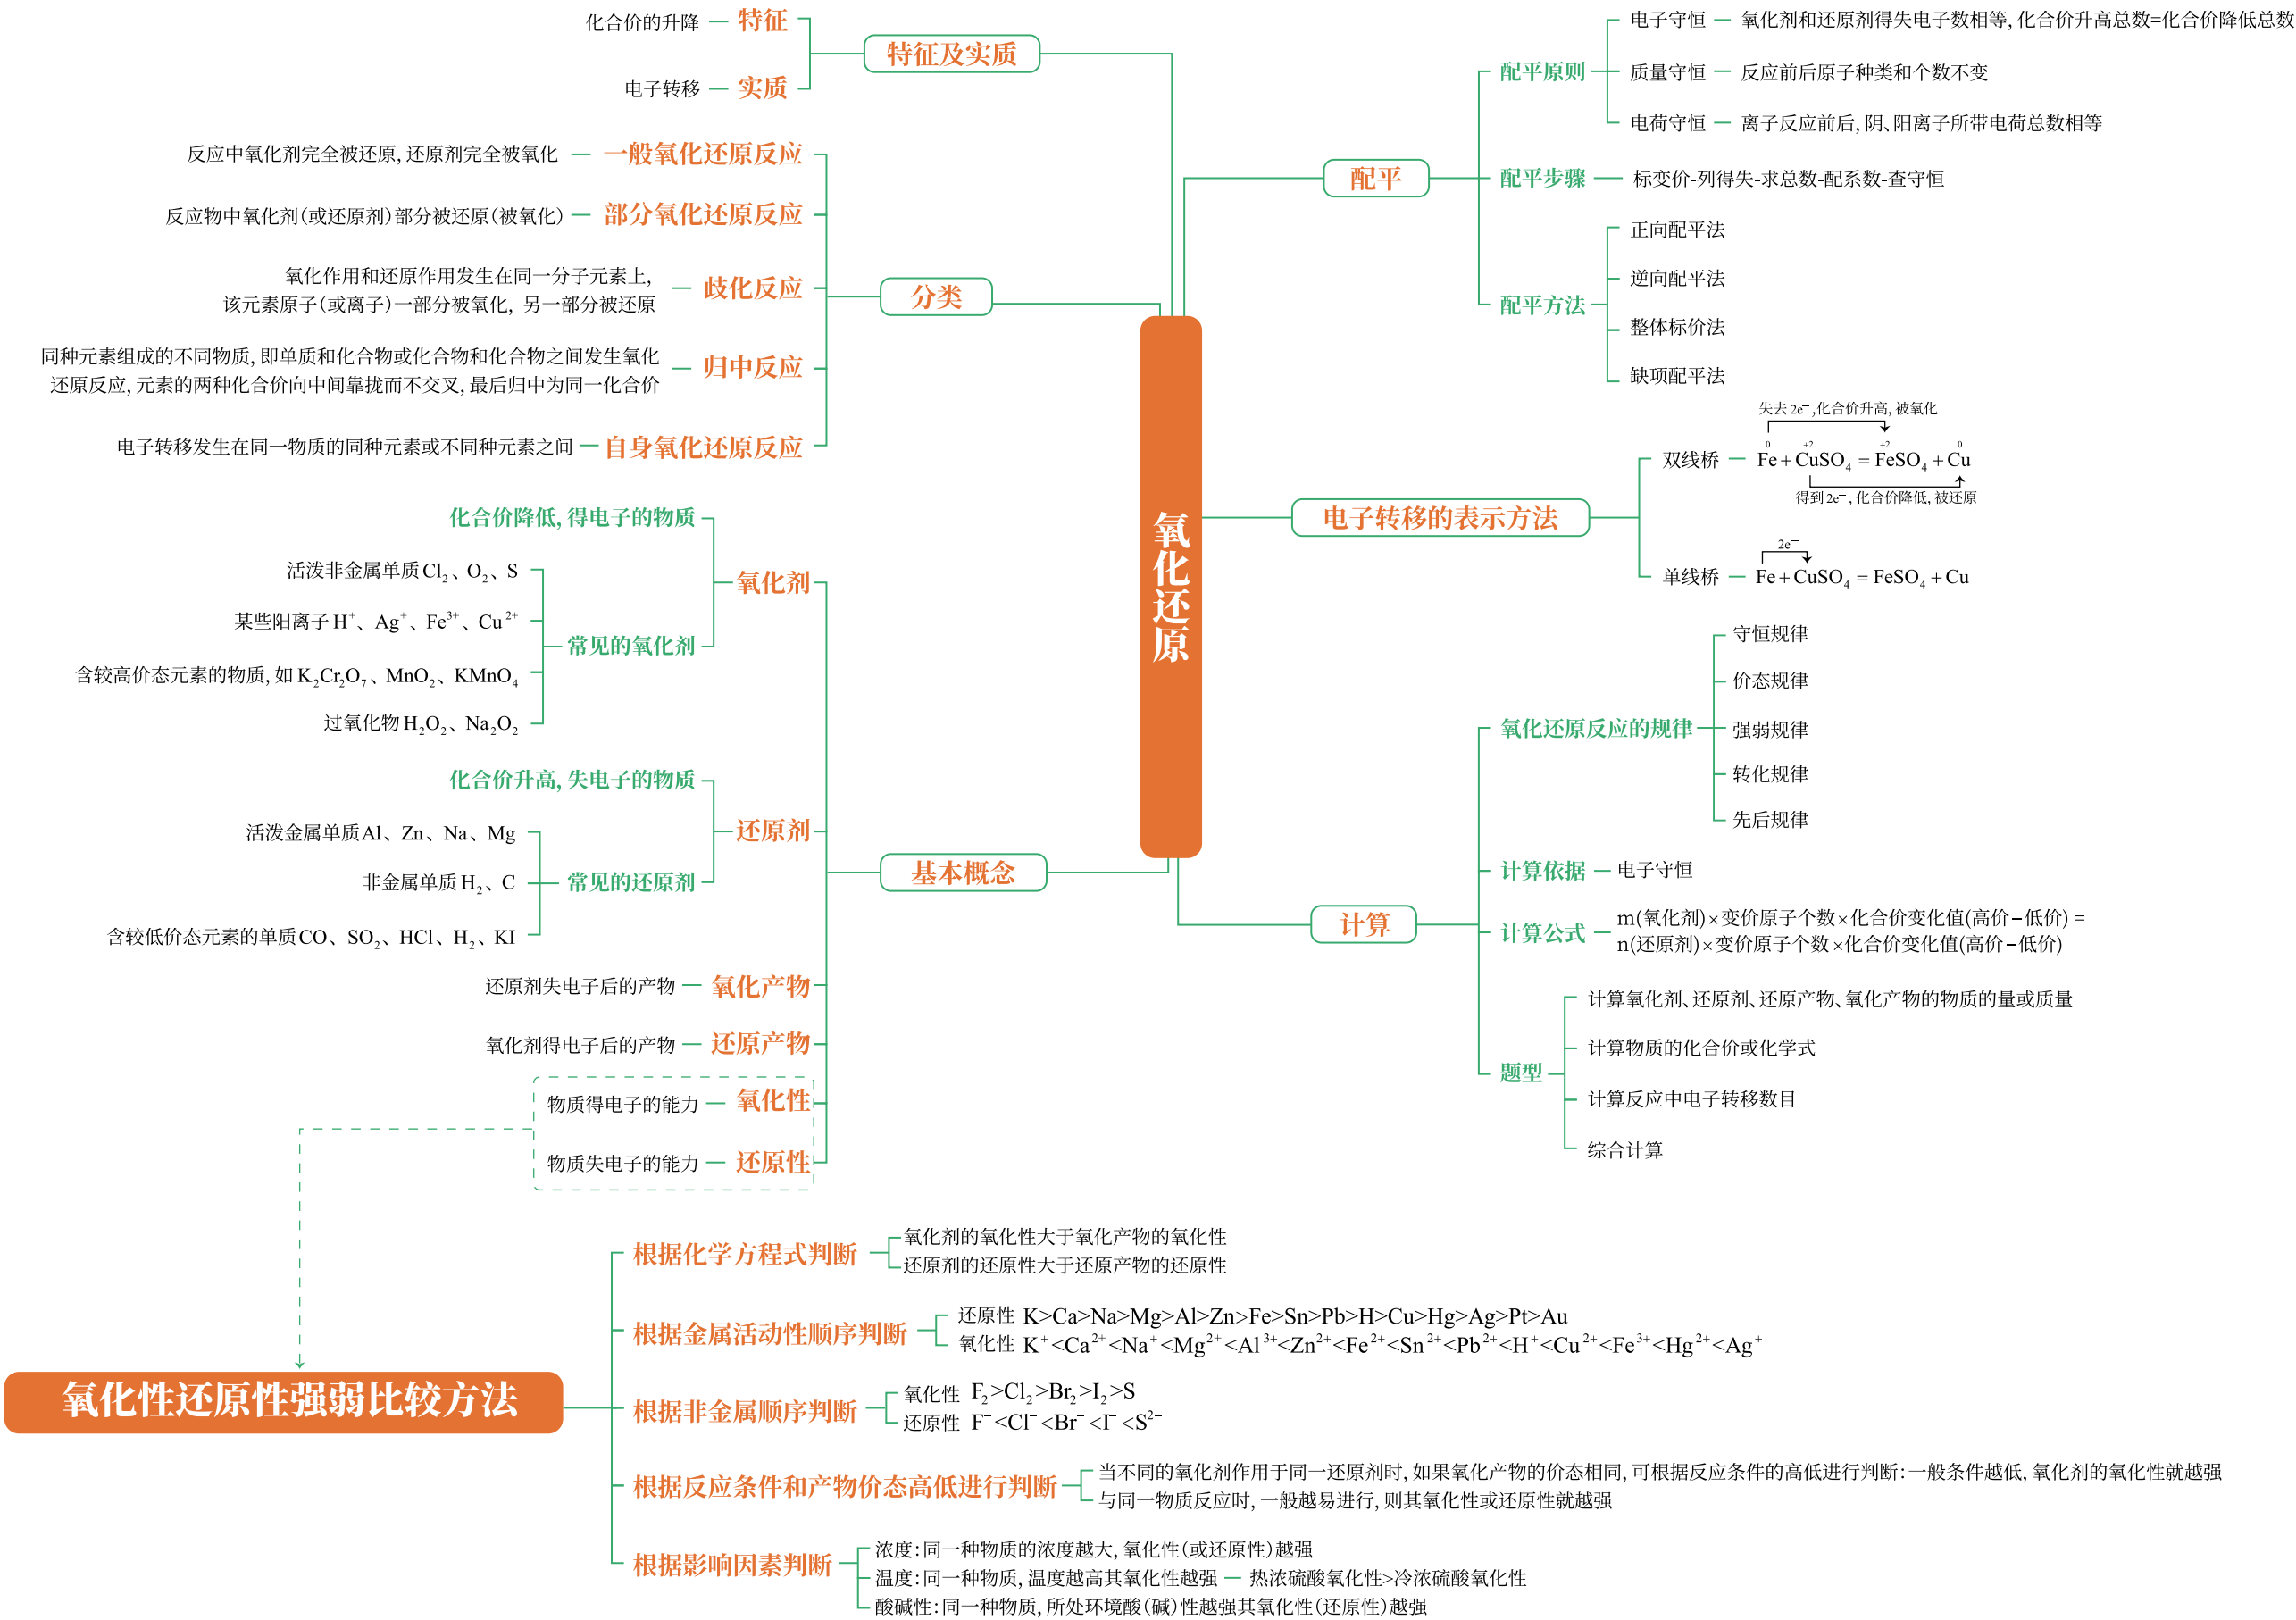 氧化还原
特征及实质
特征
化合价的升降
实质
电子转移
分类
一般氧化还原反应
反应中氧化剂完全被还原,还原剂完全被氧化
部分氧化还原反应
反应物中氧化剂(或还原剂)部分被还原(被氧化)
歧化反应
氧化作用和还原作用发生在同一分子元素上,
该元素原子(或离子)一部分被氧化, 另一部分被还原
归中反应
同种元素组成的不同物质,即单质和化合物或化合物和化合物之间发生氧化
还原反应,元素的两种化合价向中间靠拢而不交叉,最后归中为同一化合价
自身氧化还原反应
电子转移发生在同一物质的同种元素或不同种元素之间
基本概念
氧化剂
化合价降低,得电子的物质
常见的氧化剂
活泼非金属单质Cl₂、O₂、S
某些阳离子H⁺、Ag⁺、Fe³⁺、Cu²⁺
含较高价态元素的物质,如K₂Cr₂O₇、MnO₂、KMnO₄
过氧化物H₂O₂、Na₂O₂
还原剂
化合价升高,失电子的物质
常见的还原剂
活泼金属单质Al、Zn、Na、Mg
非金属单质H₂、C
含较低价态元素的单质CO、SO₂、HCl、H₂、KI
氧化产物
还原剂失电子后的产物
还原产物
氧化剂得电子后的产物
氧化性
物质得电子的能力
还原性
物质失电子的能力
配平
配平原则
电子守恒
氧化剂和还原剂得失电子数相等,化合价升高总数=化合价降低总数
质量守恒
反应前后原子种类和个数不变
电荷守恒
离子反应前后,阴、阳离子所带电荷总数相等
配平步骤
标变价-列得失-求总数-配系数-查守恒
配平方法
正向配平法
逆向配平法
整体标价法
缺项配平法
电子转移的表示方法
双线桥
失去2e⁻,化合价升高,被氧化
0 +2 +2 0
Fe+CuSO₄=FeSO₄+Cu
得到2e⁻,化合价降低,被还原
单线桥
2e⁻
Fe+CuSO₄=FeSO₄+Cu
计算
氧化还原反应的规律
守恒规律
价态规律
强弱规律
转化规律
先后规律
计算依据
电子守恒
计算公式
m(氧化剂)×变价原子个数×化合价变化值(高价−低价) =
n(还原剂)×变价原子个数×化合价变化值(高价−低价)
题型
计算氧化剂、还原剂、还原产物、氧化产物的物质的量或质量
计算物质的化合价或化学式
计算反应中电子转移数目
综合计算
氧化性还原性强弱比较方法
根据化学方程式判断
氧化剂的氧化性大于氧化产物的氧化性
还原剂的还原性大于还原产物的还原性
根据金属活动性顺序判断
还原性 K>Ca>Na>Mg>Al>Zn>Fe>Sn>Pb>H>Cu>Hg>Ag>Pt>Au
氧化性 K⁺<Ca²⁺<Na⁺<Mg²⁺<Al³⁺<Zn²⁺<Fe²⁺<Sn²⁺<Pb²⁺<H⁺<Cu²⁺<Fe³⁺<Hg²⁺<Ag⁺
根据非金属顺序判断
氧化性 F₂>Cl₂>Br₂>I₂>S
还原性 F⁻<Cl⁻<Br⁻<I⁻<S²⁻
根据反应条件和产物价态高低进行判断
当不同的氧化剂作用于同一还原剂时,如果氧化产物的价态相同,可根据反应条件的高低进行判断:一般条件越低,氧化剂的氧化性就越强
与同一物质反应时,一般越易进行,则其氧化性或还原性就越强
根据影响因素判断
浓度:同一种物质的浓度越大,氧化性(或还原性)越强
温度:同一种物质,温度越高其氧化性越强
热浓硫酸氧化性>冷浓硫酸氧化性
酸碱性:同一种物质,所处环境酸(碱)性越强其氧化性(还原性)越强